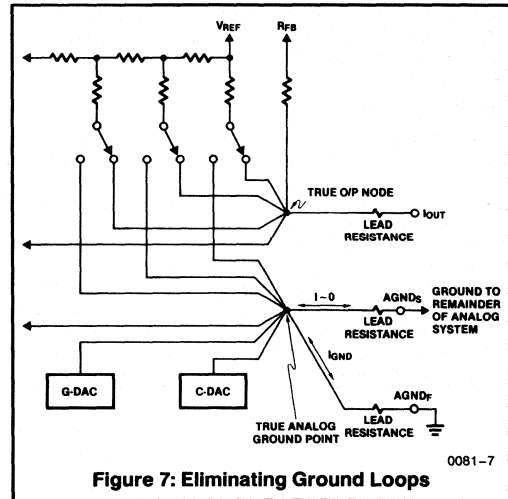 VREF
RFB
TRUE O/P NODE
IOUT
LEAD
RESISTANCE
I~0
AGNDS
GROUND TO
REMAINDER
OF ANALOG
SYSTEM
LEAD
RESISTANCE
IGND
G-DAC
C-DAC
AGNDF
TRUE ANALOG
GROUND POINT
LEAD
RESISTANCE
0081-7
Figure 7: Eliminating Ground Loops